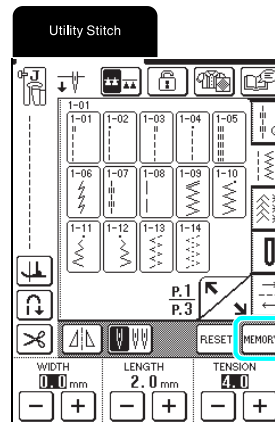 Utility Stitch
J
1-01
1-01 1-02 1-03 1-04 1-05
1-06 1-07 1-08 1-09 1-10
1-11 1-12 1-13 1-14
P.1
P.3
RESET MEMORY
WIDTH LENGTH TENSION
0.0 mm 2.0 mm 4.0
− + − + − +